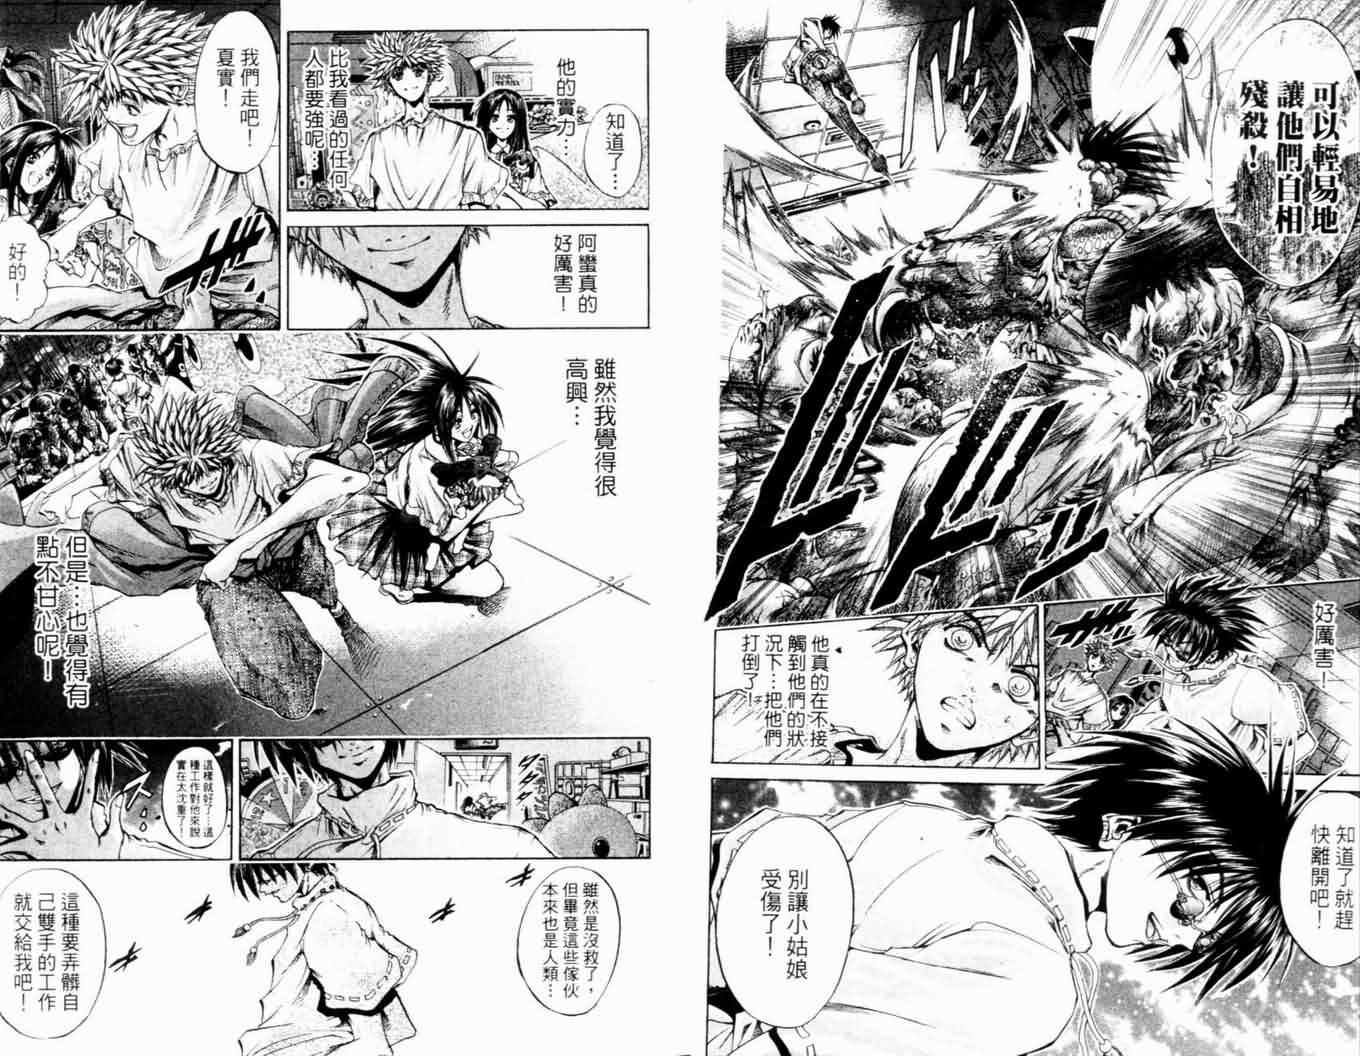 可以輕易地
讓他們自相
殘殺！
ドドドッ
好厲害！
他真的在不接
觸到他們的狀
況下…把他們
打倒了！
知道了就趕
快離開吧！
別讓小姑娘
受傷了！
知道了…
他的實力…
比我看過的任何
人都要強呢…
我們走吧！
夏實！
好的！
阿蠻真的
好厲害！
雖然我覺得很
高興…
但是…也覺得有
點不甘心呢！
這樣就好了…這
種工作對他來說
實在太沈重了！
雖然是沒救了，
但畢竟這些傢伙
本來也是人類…
這種要弄髒自
己雙手的工作
就交給我吧！